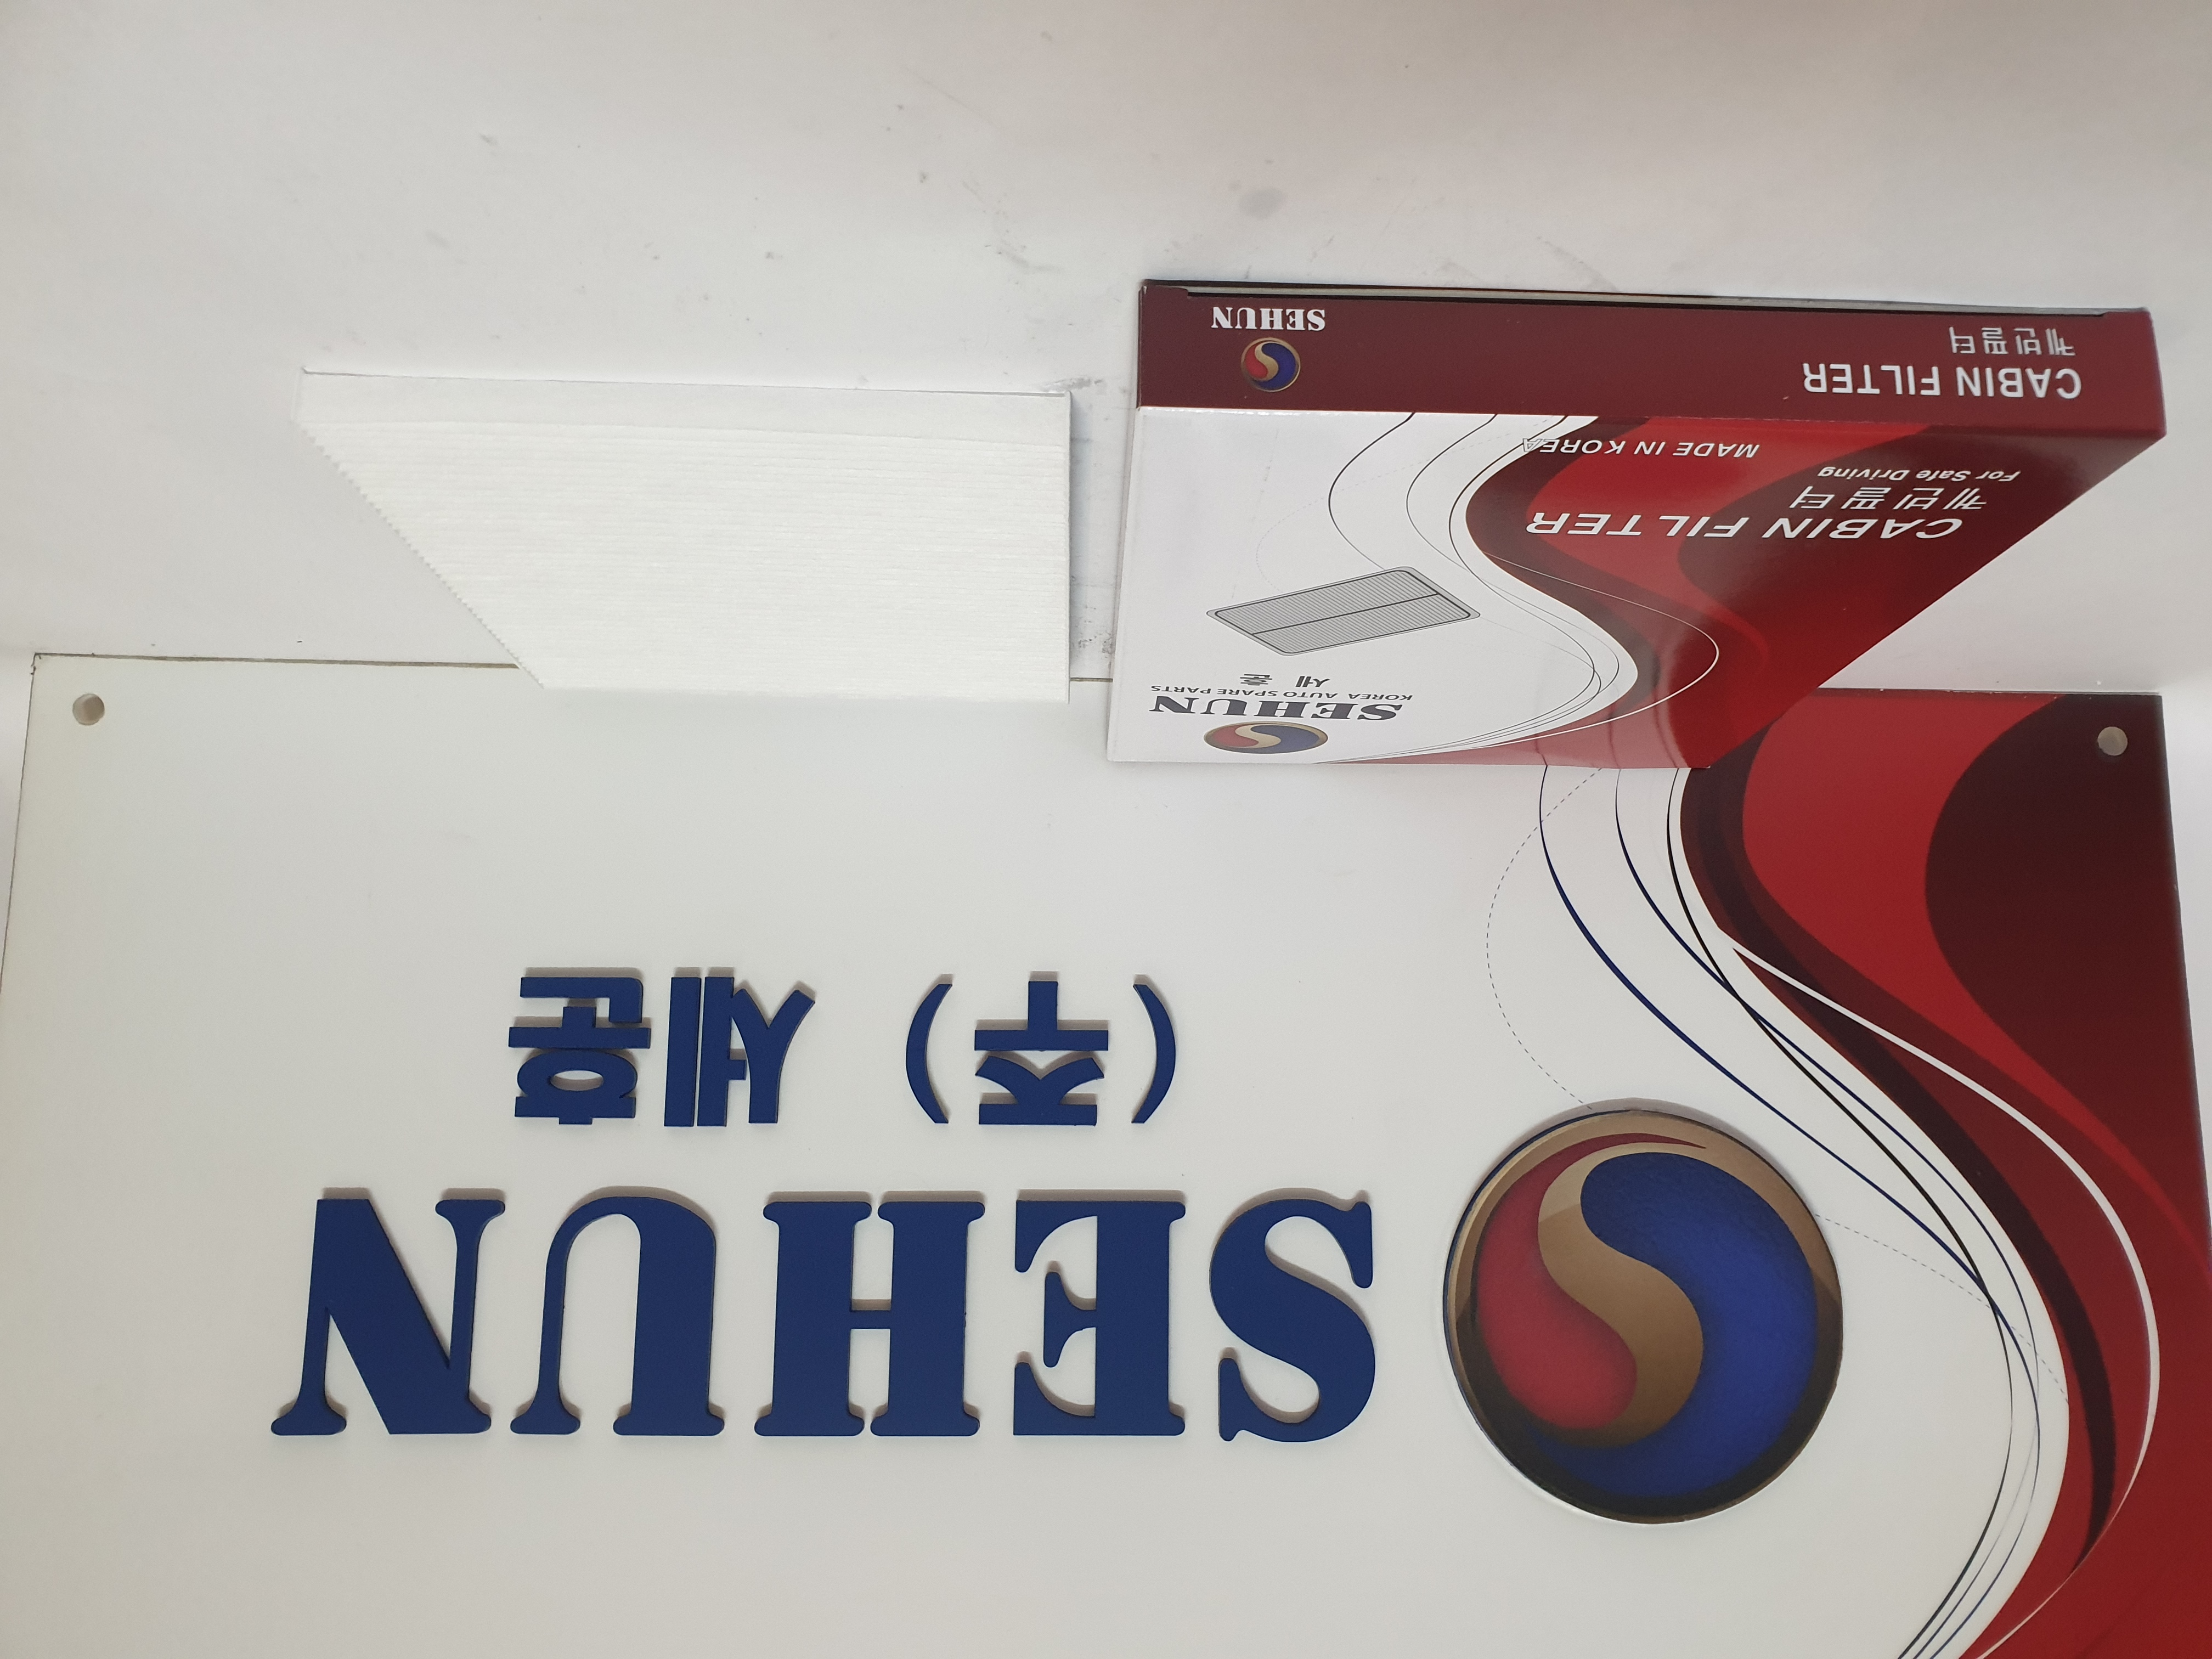 SEHUN
(주) 세훈
SEHUN
KOREA AUTO SPARE PARTS
세 훈
CABIN FILTER
캐빈필터
For Safe Driving
MADE IN KOREA
CABIN FILTER
캐빈필터
SEHUN